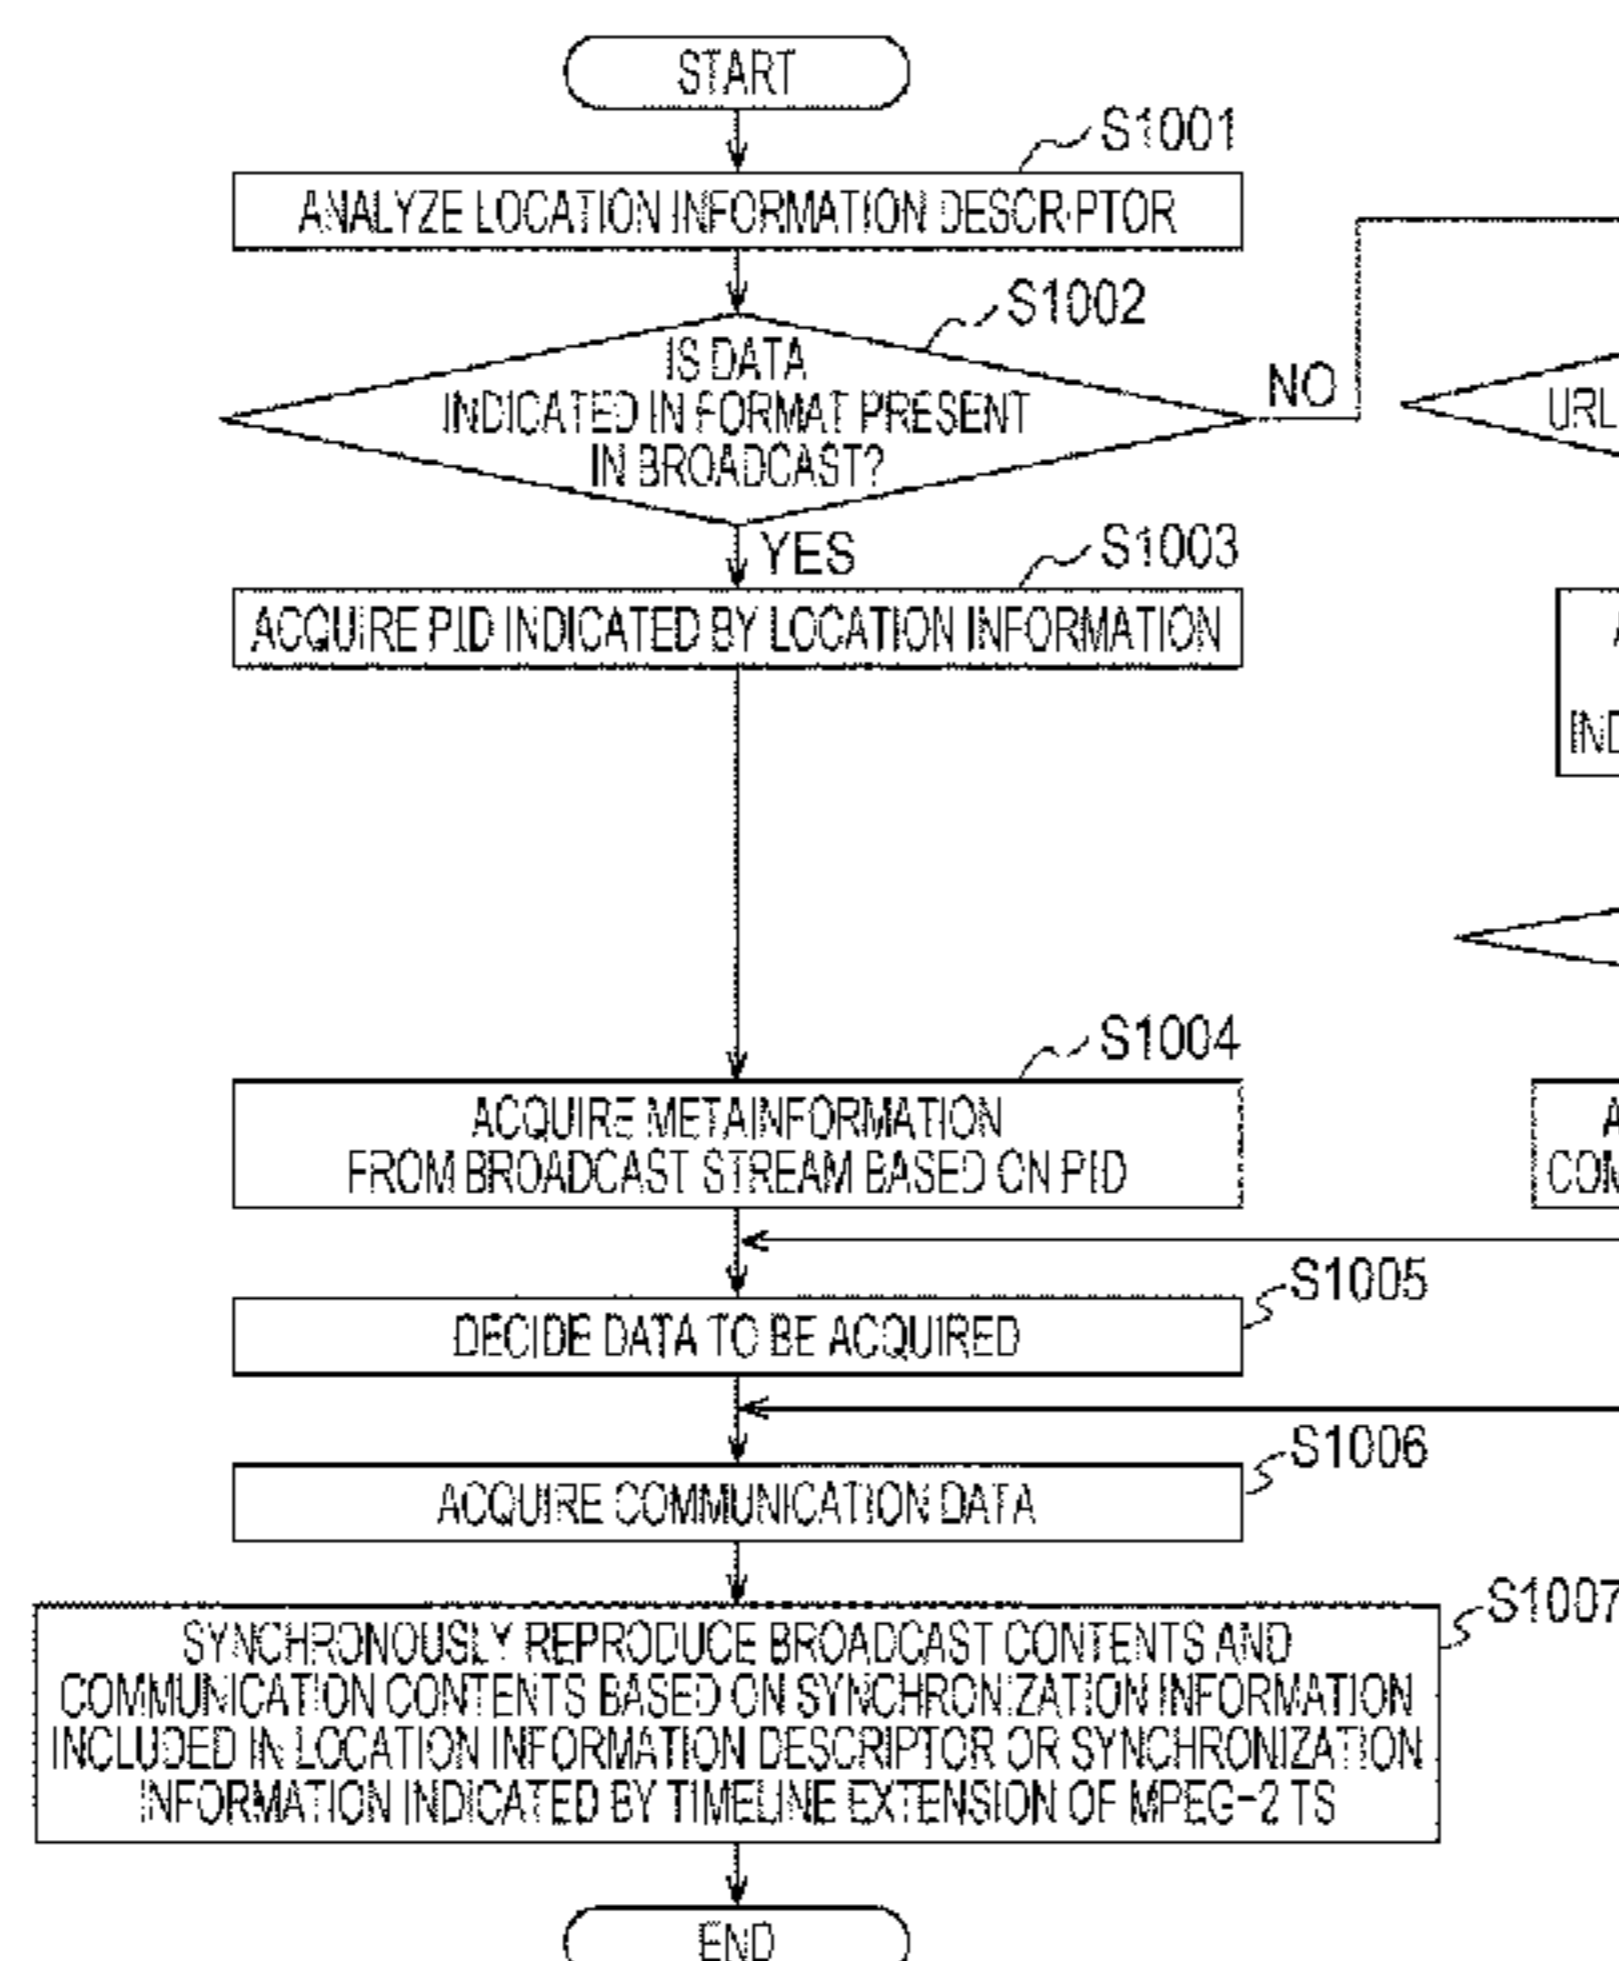 START
S1001
ANALYZE LOCATION INFORMATION DESCRIPTOR
S1002
IS DATA
INDICATED IN FORMAT PRESENT
IN BROADCAST?
NO
URL
YES
S1003
ACQUIRE PID INDICATED BY LOCATION INFORMATION
S1004
ACQUIRE METAINFORMATION
FROM BROADCAST STREAM BASED ON PID
S1005
DECIDE DATA TO BE ACQUIRED
S1006
ACQUIRE COMMUNICATION DATA
S1007
SYNCHRONOUSLY REPRODUCE BROADCAST CONTENTS AND
COMMUNICATION CONTENTS BASED ON SYNCHRONIZATION INFORMATION
INCLUDED IN LOCATION INFORMATION DESCRIPTOR OR SYNCHRONIZATION
INFORMATION INDICATED BY TIMELINE EXTENSION OF MPEG-2 TS
END